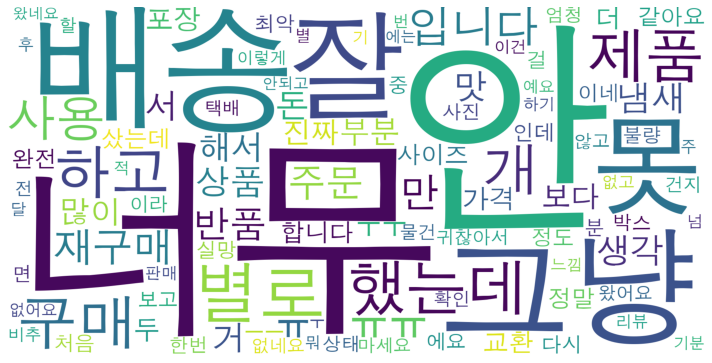 왔네요 할 포장 최악 별 기 번 엄청 더 같아요
후 배송 잘 이렇게 에는 입니다 안 이건 걸 제품
사용 서 택배 돈 안되고 중 맛 사진 예요 하기 이네 냄새
샀는데 진짜 부분 인데 않고 불량 주
완전 하고 해서 사이즈 개 못
전 적 상품 주문 만 가격 보다 건지
달 많이 이라 너무 반품 합니다 ㅜㅜ 물건 귀찮아서 정도 분 박스 넘 없고
재구매 실망 그냥 생각
면 판매 별로 했는데 느낌 왔어요
없어요 구매 보고 거 ㅠ ㅜ ㅠㅠ 확인 정말 리뷰
비추 처음 두 한번 ㅡㅡ 없네요 뭐 상태 마세요 에요 교환 다시 기분